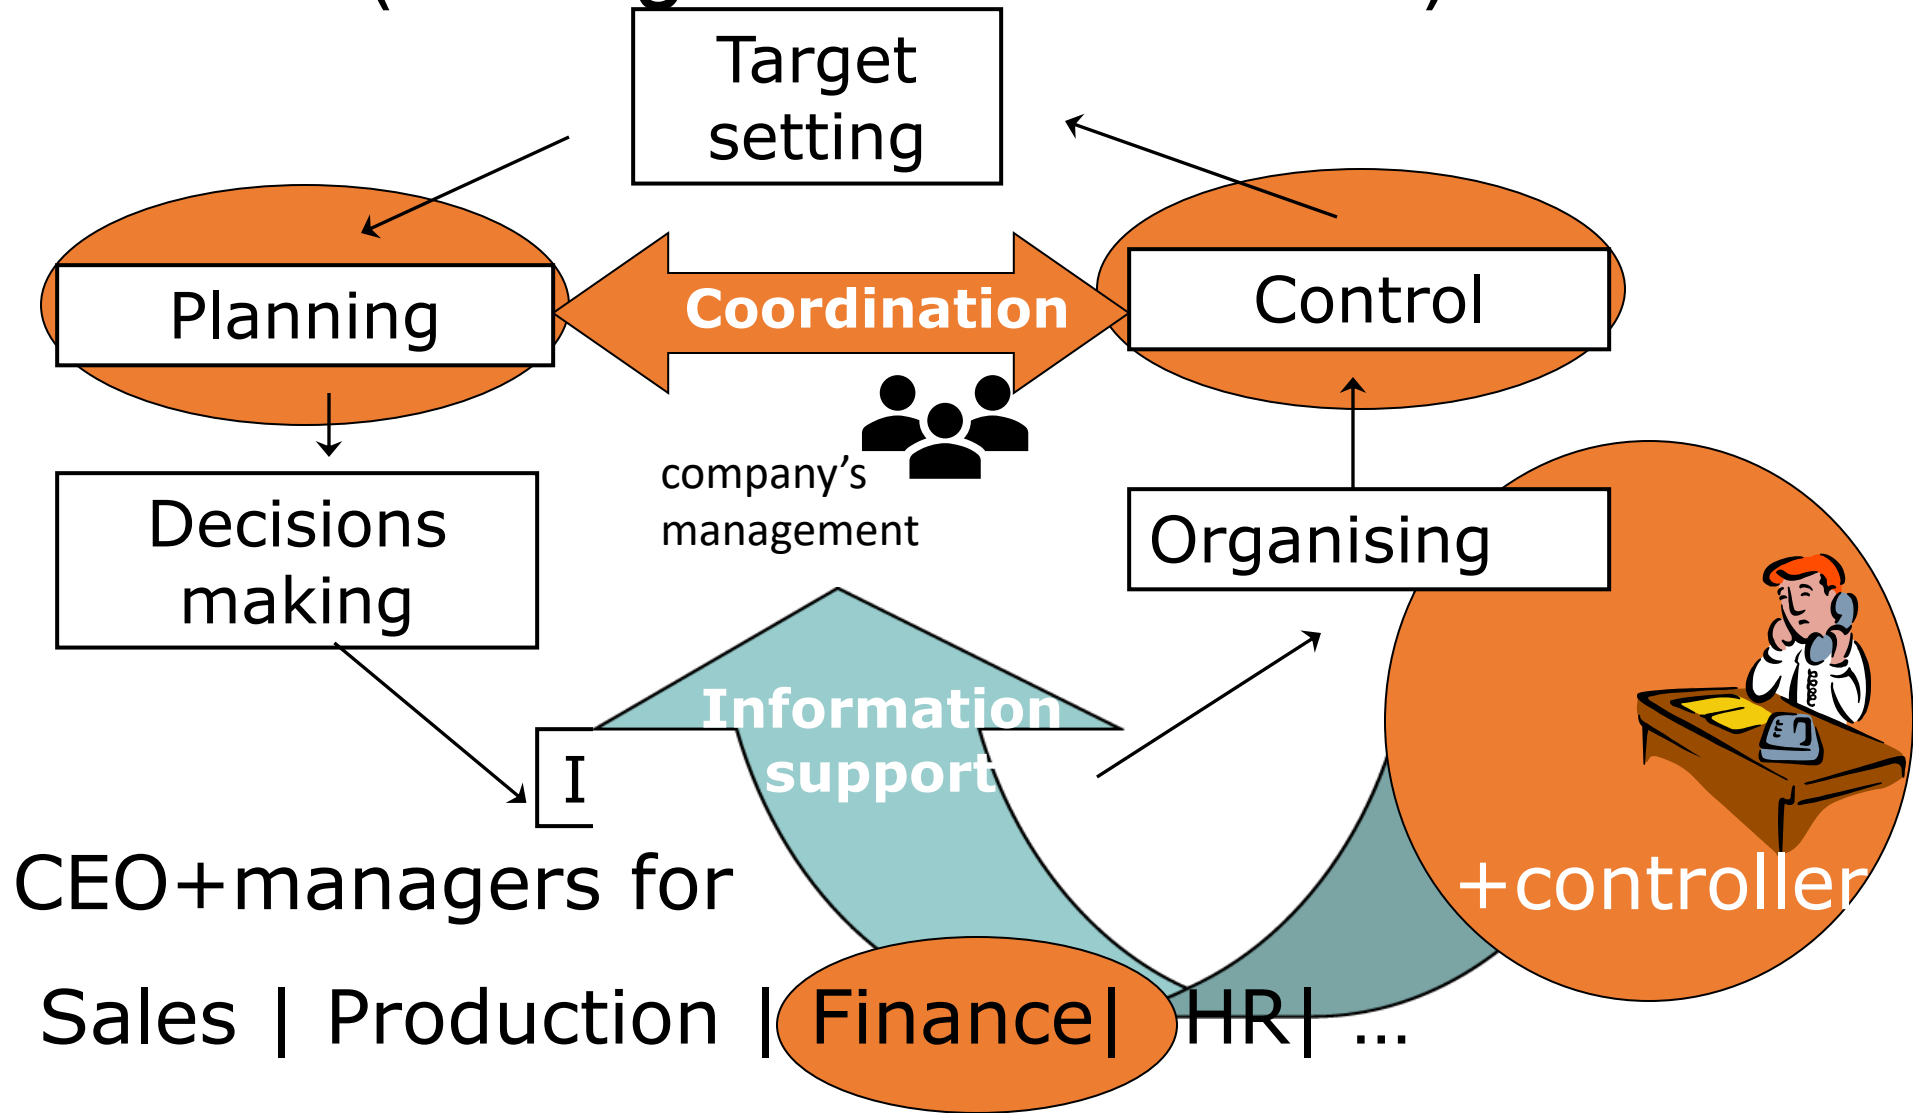 Target
setting
Planning
Coordination
Control
company's
management
Decisions
making
Organising
Information
support
I
CEO+managers for
+controller
Sales | Production | Finance| HR| ...